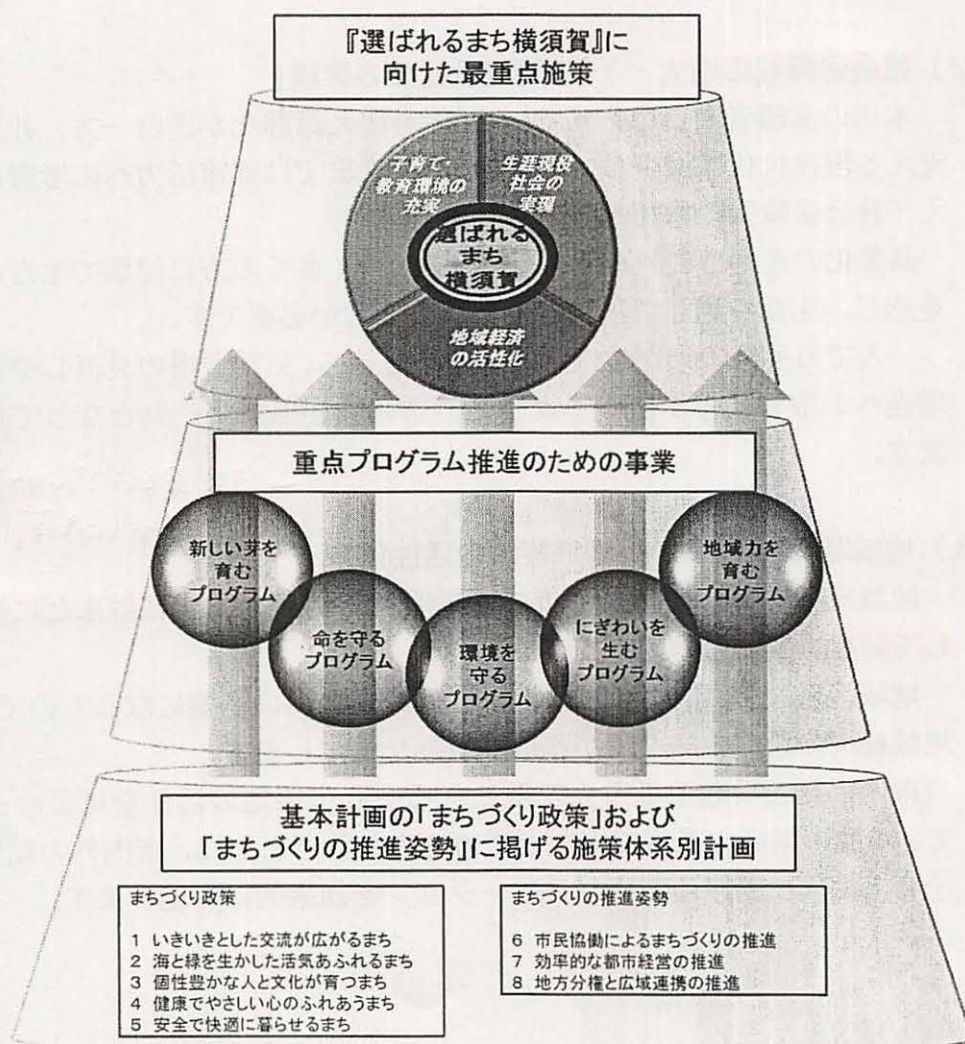 『選ばれるまち横須賀』に
向けた最重点施策
子育て・
教育環境の
充実
生涯現役
社会の
実現
選ばれる
まち
横須賀
地域経済
の活性化
重点プログラム推進のための事業
新しい芽を
育む
プログラム
命を守る
プログラム
環境を
守る
プログラム
にぎわいを
生む
プログラム
地域力を
育む
プログラム
基本計画の「まちづくり政策」および
「まちづくりの推進姿勢」に掲げる施策体系別計画
まちづくり政策
1 いきいきとした交流が広がるまち
2 海と緑を生かした活気あふれるまち
3 個性豊かな人と文化が育つまち
4 健康でやさしい心のふれあうまち
5 安全で快適に暮らせるまち
まちづくりの推進姿勢
6 市民協働によるまちづくりの推進
7 効率的な都市経営の推進
8 地方分権と広域連携の推進